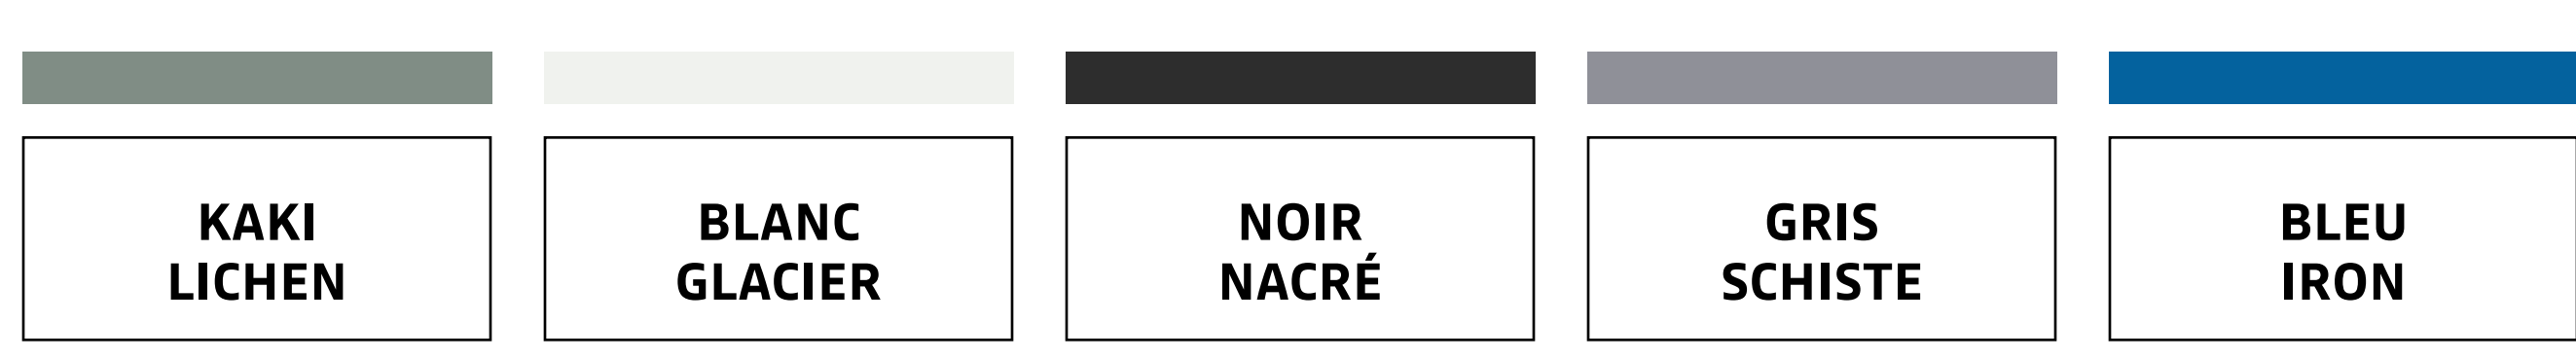 KAKI
LICHEN
BLANC
GLACIER
NOIR
NACRÉ
GRIS
SCHISTE
BLEU
IRON